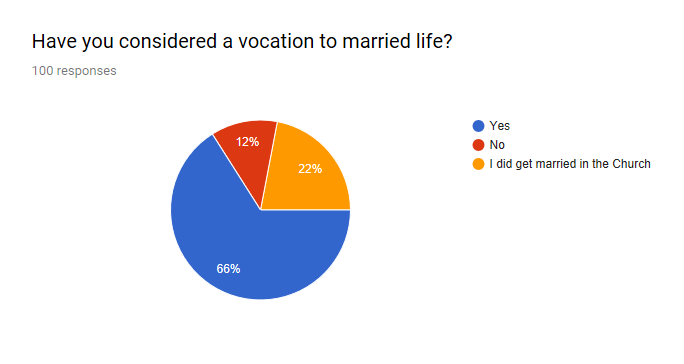 Have you considered a vocation to married life?
100 responses
Yes
No
I did get married in the Church
12%
22%
66%